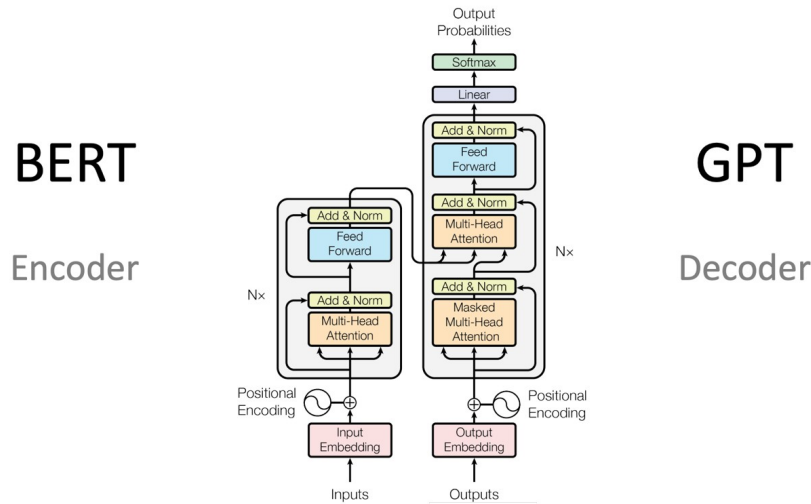 BERT
Encoder
Output
Probabilities
Softmax
Linear
Add & Norm
Feed
Forward
Add & Norm
Multi-Head
Attention
Add & Norm
Masked
Multi-Head
Attention
Nx
Add & Norm
Feed
Forward
Add & Norm
Multi-Head
Attention
Nx
Positional
Encoding
Positional
Encoding
Input
Embedding
Output
Embedding
Inputs
Outputs
GPT
Decoder